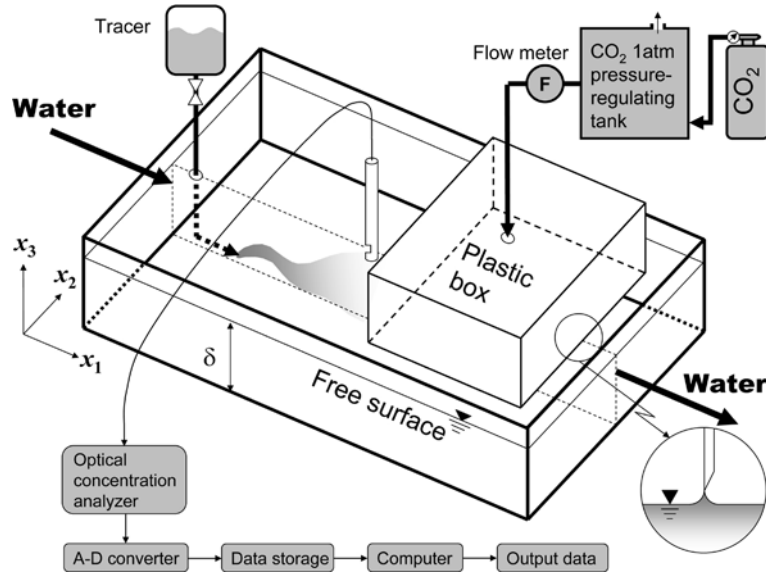 Tracer
Water
Flow meter
F
CO2 1atm
pressure-
regulating
tank
CO2
Plastic
box
x3
x2
x1
δ
Free surface
Water
Optical
concentration
analyzer
A-D converter
Data storage
Computer
Output data